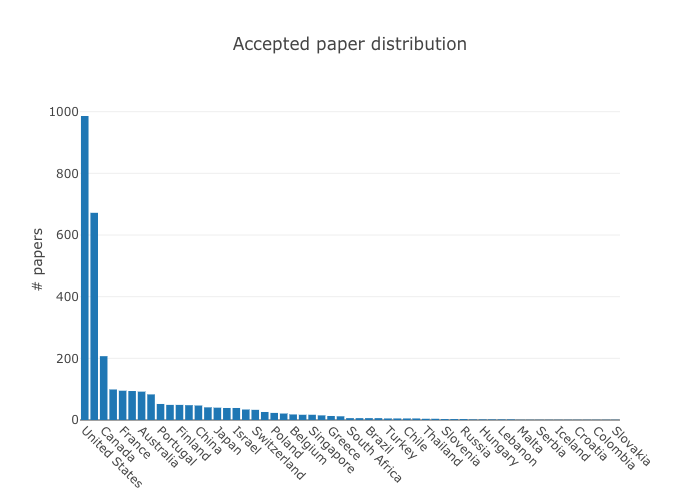 Accepted paper distribution
# papers
1000
800
600
400
200
0
United States
Canada
France
Australia
Portugal
Finland
China
Japan
Israel
Switzerland
Poland
Belgium
Singapore
Greece
South Africa
Brazil
Turkey
Chile
Thailand
Slovenia
Russia
Hungary
Lebanon
Malta
Serbia
Iceland
Croatia
Colombia
Slovakia